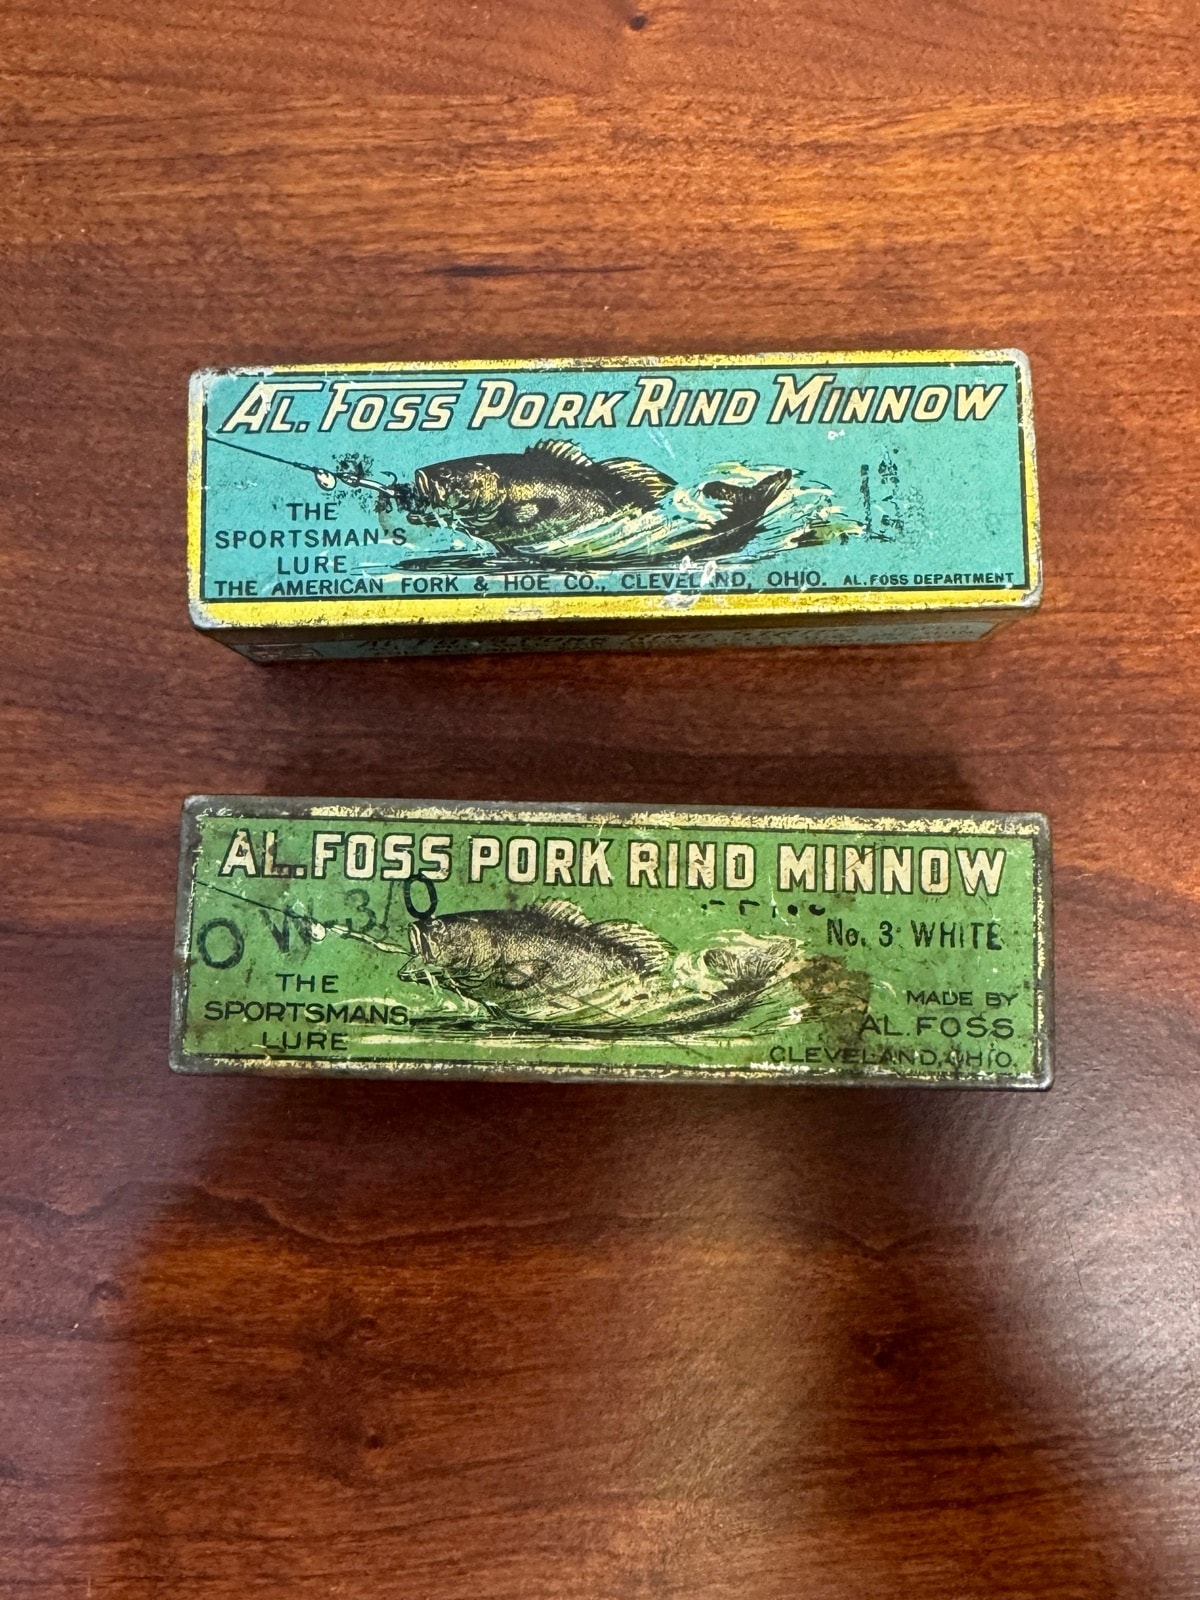 AL. FOSS PORK RIND MINNOW
THE
SPORTSMAN'S
LURE
THE AMERICAN FORK & HOE CO., CLEVELAND, OHIO. AL. FOSS DEPARTMENT
AL. FOSS PORK RIND MINNOW
OW-3/0
No. 3 WHITE
THE
SPORTSMANS
LURE
MADE BY
AL. FOSS
CLEVELAND, OHIO.